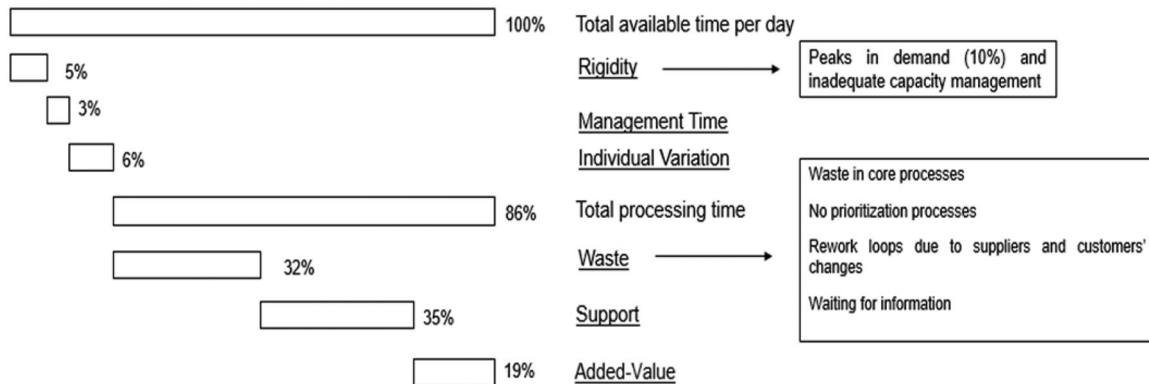 100% Total available time per day
5% Rigidity
Peaks in demand (10%) and
inadequate capacity management
3%
Management Time
6% Individual Variation
86% Total processing time
32% Waste
Waste in core processes
No prioritization processes
Rework loops due to suppliers and customers'
changes
Waiting for information
35% Support
19% Added-Value